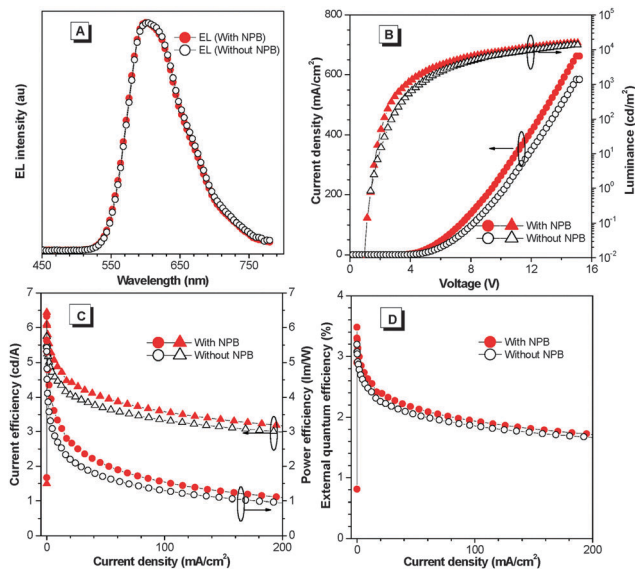 A
EL (With NPB)
EL (Without NPB)
EL intensity (au)
450 550 650 750
Wavelength (nm)
B
800
600
400
200
0
Current density (mA/cm²)
10⁵
10⁴
10³
10²
10¹
10⁰
10⁻¹
10⁻²
Luminance (cd/m²)
With NPB
Without NPB
0 4 8 12 16
Voltage (V)
C
7
6
5
4
3
2
1
0
Current efficiency (cd/A)
With NPB
Without NPB
7
6
5
4
3
2
1
0
Power efficiency (lm/W)
0 40 80 120 160 200
Current density (mA/cm²)
D
4
3
2
1
0
External quantum efficiency (%)
With NPB
Without NPB
0 100 200
Current density (mA/cm²)